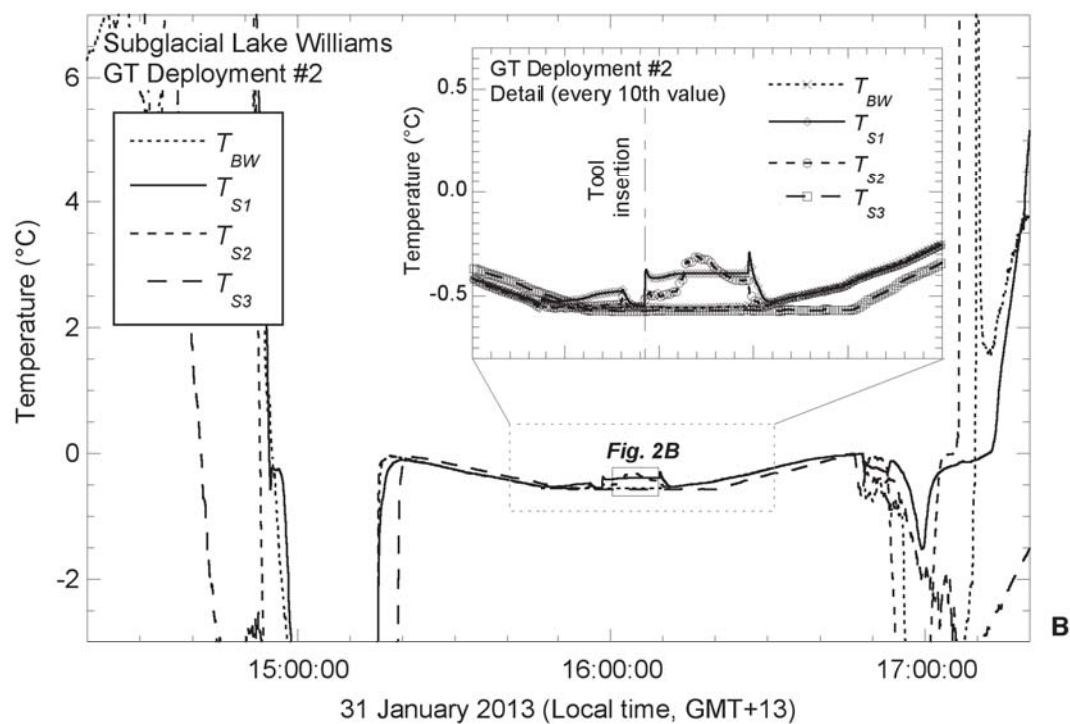 Subglacial Lake Williams
GT Deployment #2
T_BW
T_S1
T_S2
T_S3
GT Deployment #2
Detail (every 10th value)
T_BW
T_S1
T_S2
T_S3
Tool
insertion
Temperature (°C)
0.5
0.0
-0.5
Fig. 2B
Temperature (°C)
6
4
2
0
-2
15:00:00
16:00:00
17:00:00
31 January 2013 (Local time, GMT+13)
B